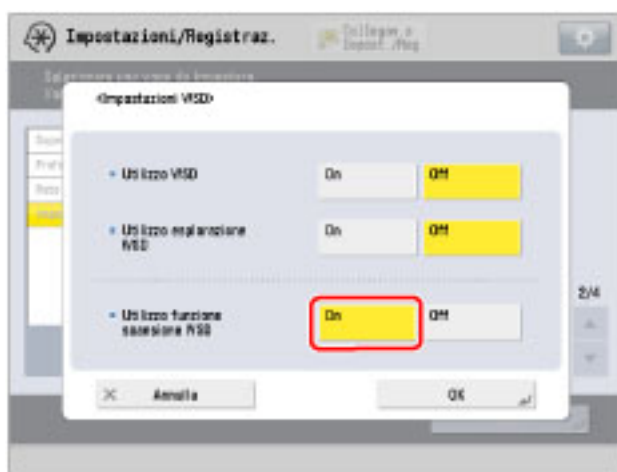 Impostazioni/Registraz.
<Impostazioni WSD>
Utilizzo WSD
On
Off
Utilizzo esplorazione
WSD
On
Off
Utilizzo funzione
scansione WSD
On
Off
2/4
Annulla
OK